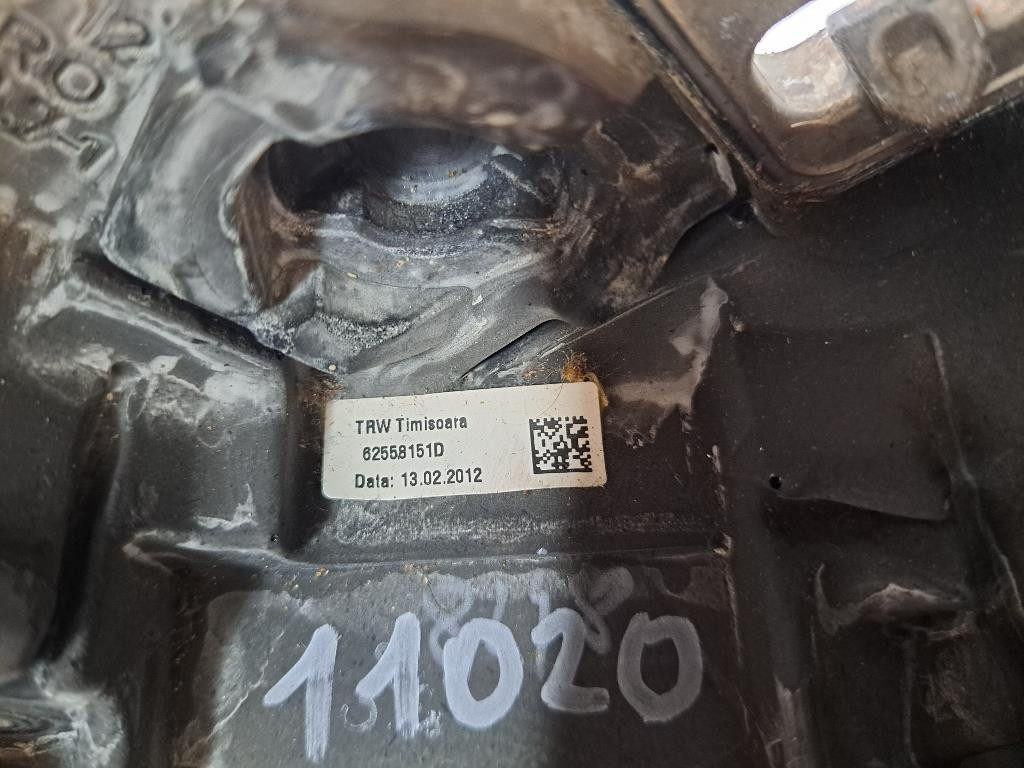 TRW Timisoara
62558151D
Data: 13.02.2012
11020